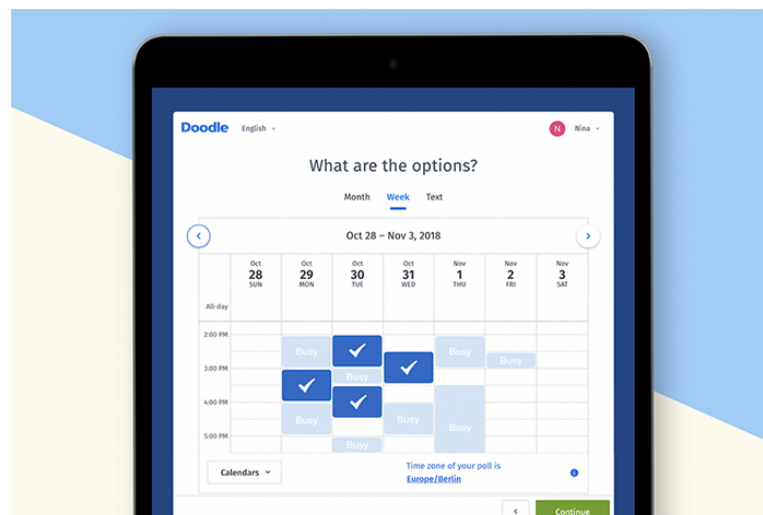 Doodle English N Nina
What are the options?
Month Week Text
Oct 28 – Nov 3, 2018
Oct Oct Oct Oct Nov Nov Nov
28 29 30 31 1 2 3
SUN MON TUE WED THU FRI SAT
All-day
2:00 PM
Busy Busy
Busy
3:00 PM
Busy
4:00 PM
Busy Busy
Busy
5:00 PM
Busy
Calendars
Time zone of your poll is
Europe/Berlin
Continue